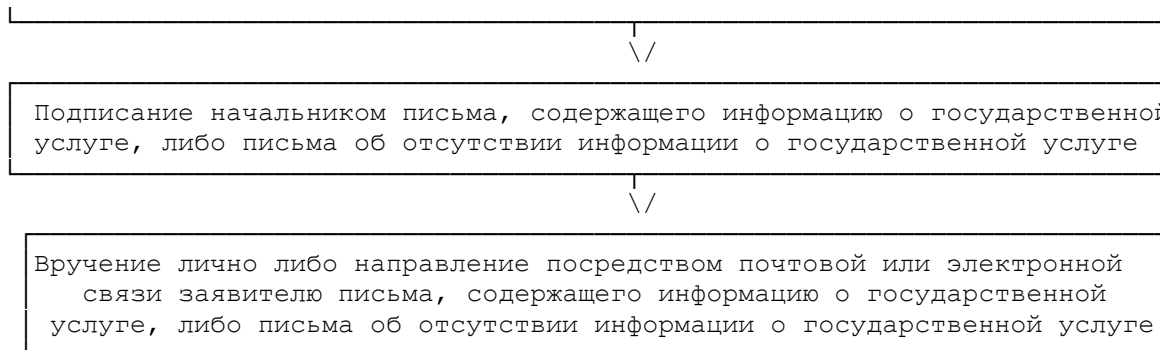 \/
Подписание начальником письма, содержащего информацию о государственной
услуге, либо письма об отсутствии информации о государственной услуге
\/
Вручение лично либо направление посредством почтовой или электронной
связи заявителю письма, содержащего информацию о государственной
услуге, либо письма об отсутствии информации о государственной услуге